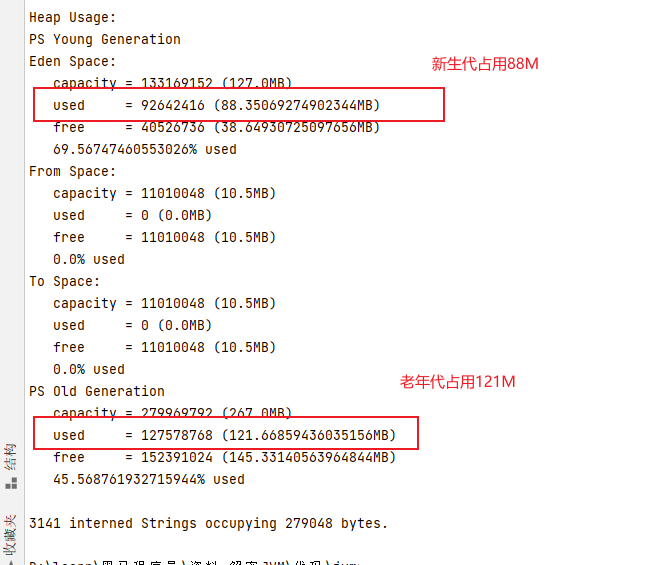 Heap Usage:
PS Young Generation
Eden Space:
新生代占用88M
capacity = 133169152 (127.0MB)
used     = 92642416 (88.35069274902344MB)
free     = 40526736 (38.64930725097656MB)
69.56747460553026% used
From Space:
capacity = 11010048 (10.5MB)
used     = 0 (0.0MB)
free     = 11010048 (10.5MB)
0.0% used
To Space:
capacity = 11010048 (10.5MB)
used     = 0 (0.0MB)
free     = 11010048 (10.5MB)
0.0% used
老年代占用121M
PS Old Generation
capacity = 279969792 (267.0MB)
used     = 127578768 (121.66859436035156MB)
free     = 152391024 (145.33140563964844MB)
45.568761932715944% used
3141 interned Strings occupying 279048 bytes.
结构
收藏夹